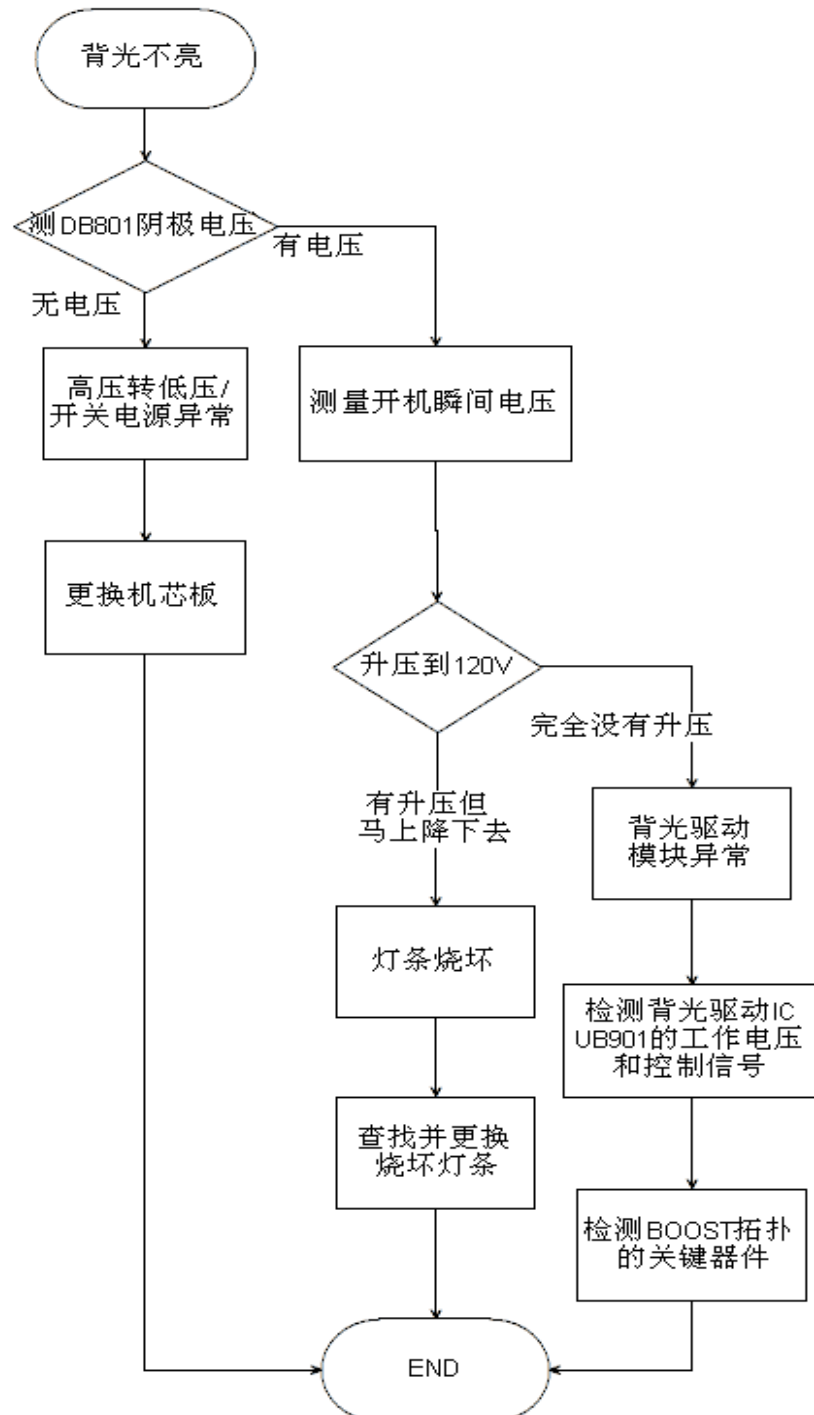 背光不亮
测DB801阴极电压
有电压
无电压
高压转低压/
开关电源异常
测量开机瞬间电压
更换机芯板
升压到120V
完全没有升压
有升压但
马上降下去
背光驱动
模块异常
灯条烧坏
检测背光驱动IC
UB901的工作电压
和控制信号
查找并更换
烧坏灯条
检测BOOST拓扑
的关键器件
END